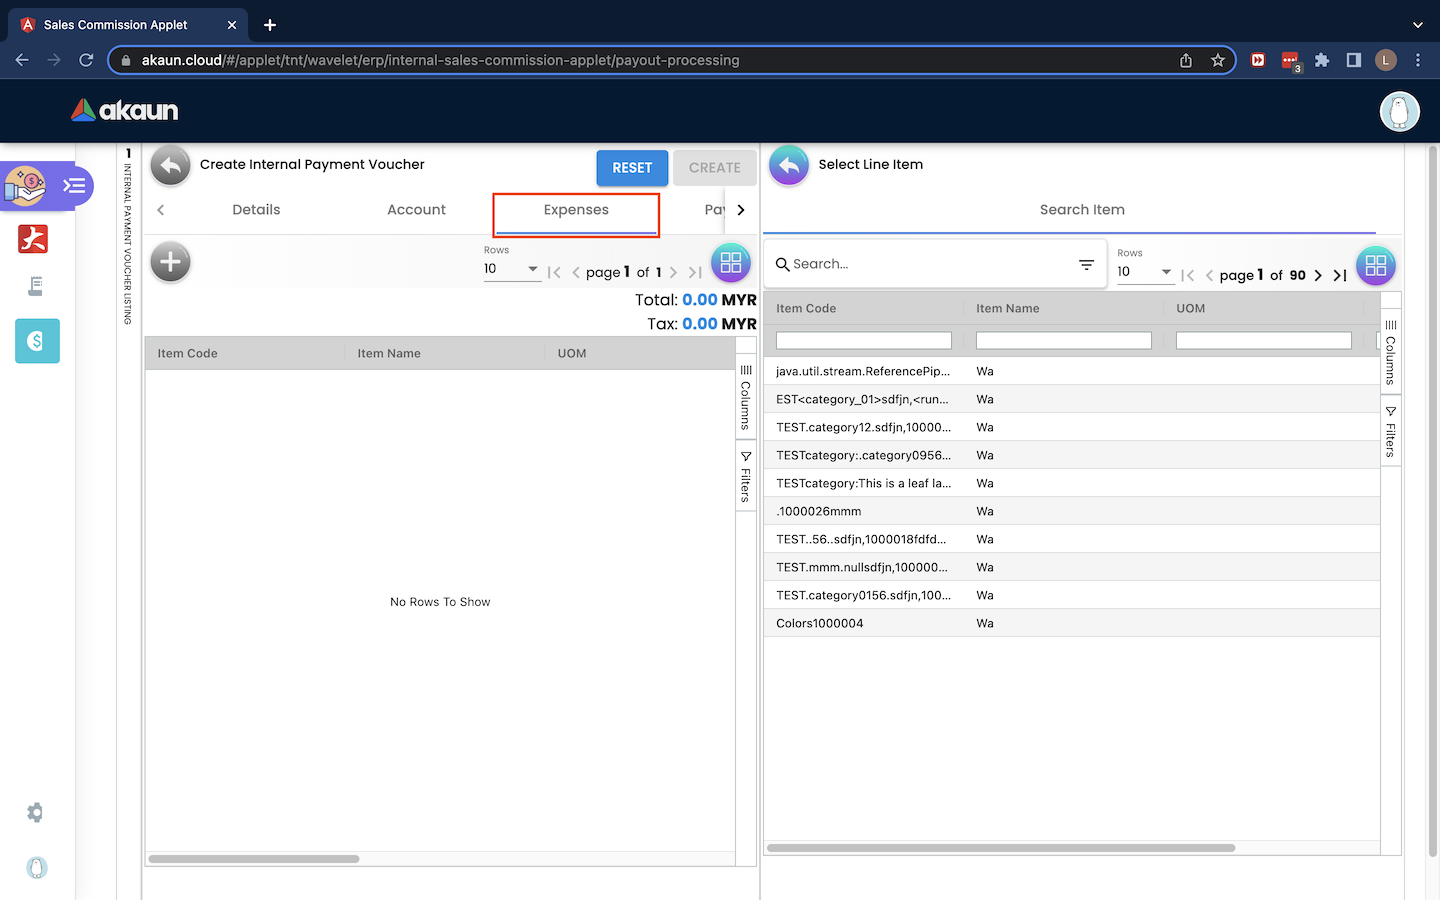 Sales Commission Applet
akaun.cloud/#/applet/tnt/wavelet/erp/internal-sales-commission-applet/payout-processing
3
L
akaun
1
INTERNAL PAYMENT VOUCHER LISTING
Create Internal Payment Voucher
RESET
CREATE
Details
Account
Expenses
Rows
10
page 1 of 1
Total: 0.00 MYR
Tax: 0.00 MYR
Item Code
Item Name
UOM
Columns
Filters
No Rows To Show
Select Line Item
Search Item
Search...
Rows
10
page 1 of 90
Item Code
Item Name
UOM
java.util.stream.ReferencePip... Wa
EST<category_01>sdfjn,<run... Wa
TEST.category12.sdfjn,10000... Wa
TESTcategory:.category0956... Wa
TESTcategory:This is a leaf la... Wa
.1000026mmm Wa
TEST..56..sdfjn,1000018fdfd... Wa
TEST.mmm.nullsdfjn,100000... Wa
TEST.category0156.sdfjn,100... Wa
Colors1000004 Wa
Columns
Filters